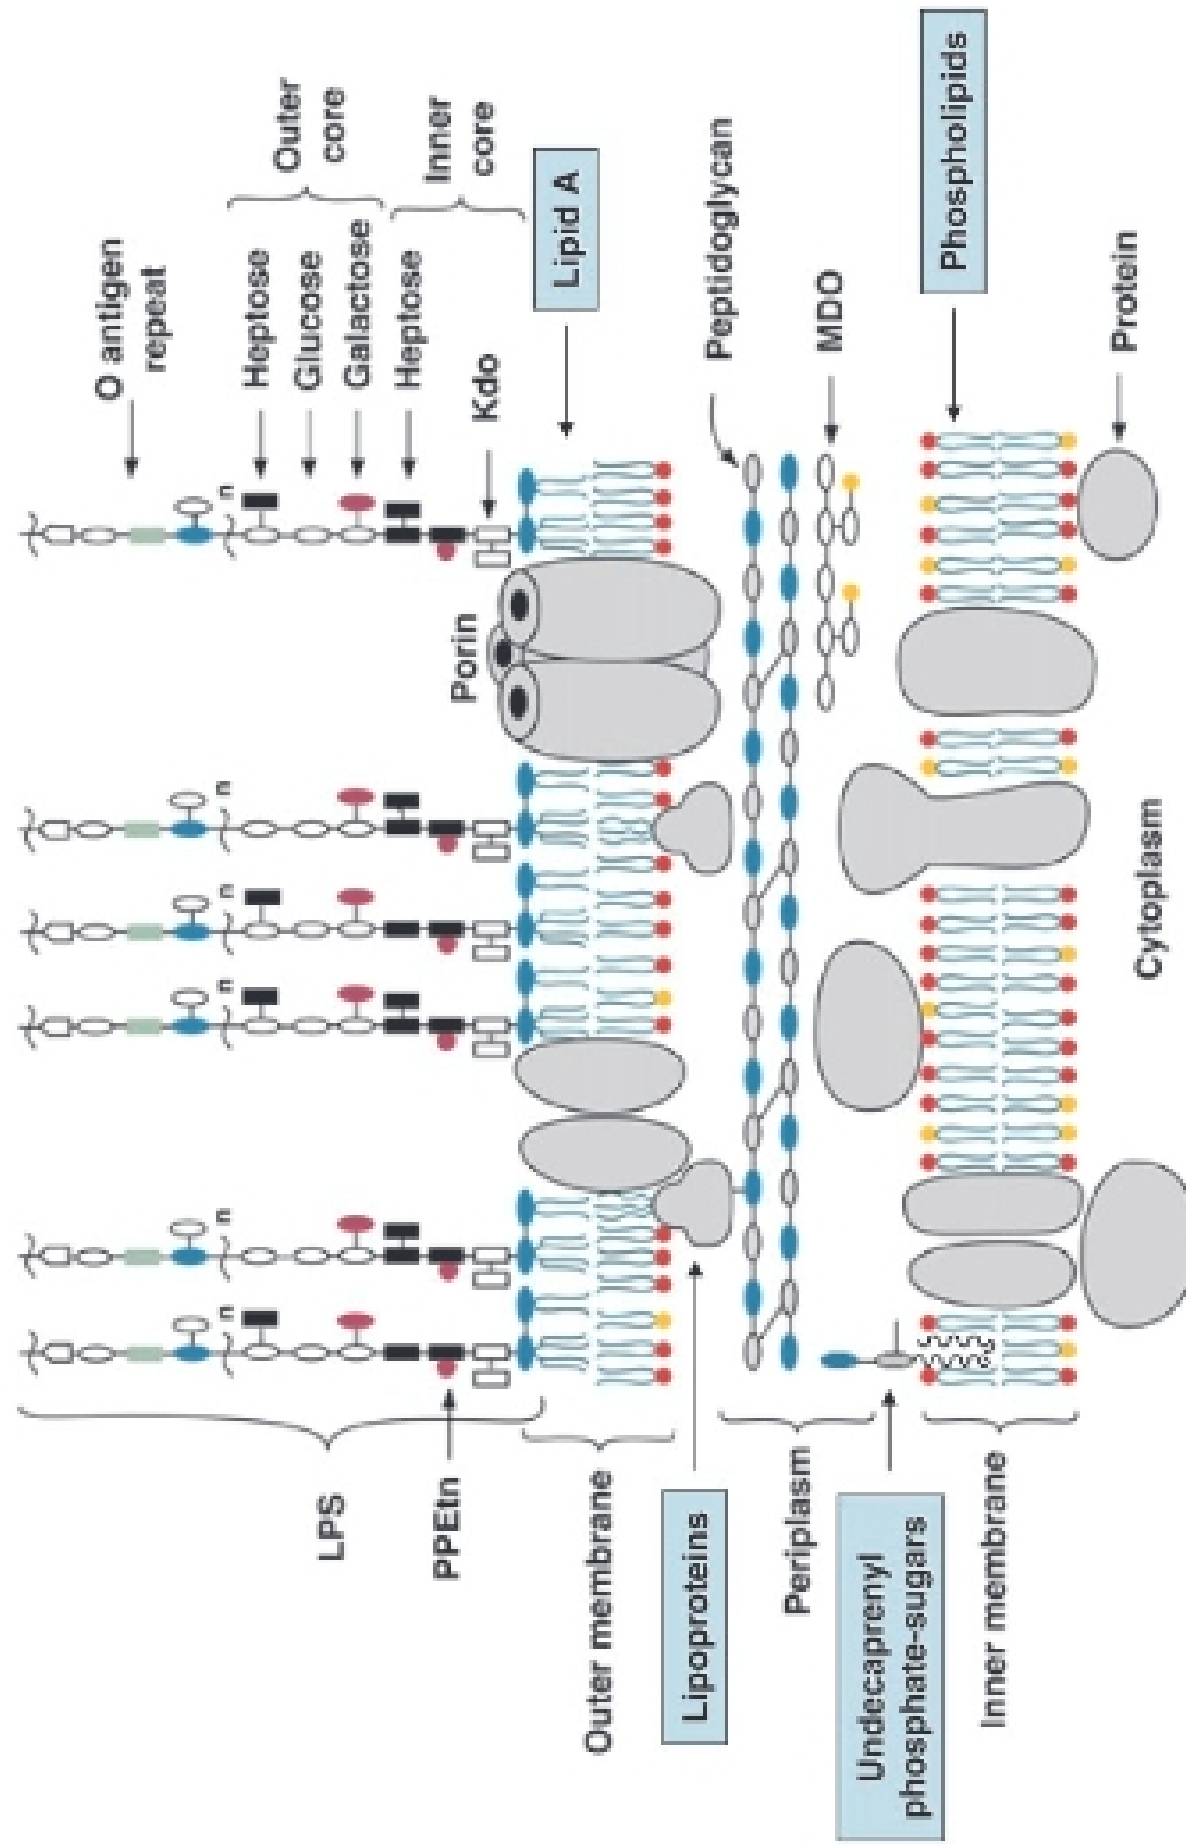 O antigen
repeat
Heptose
Glucose
Galactose
Outer
core
Heptose
Kdo
Inner
core
Lipid A
Peptidoglycan
MDO
Phospholipids
Protein
Porin
n
n
n
n
n
n
LPS
PPEtn
Outer membrane
Lipoproteins
Periplasm
Undecaprenyl
phosphate-sugars
Inner membrane
Cytoplasm